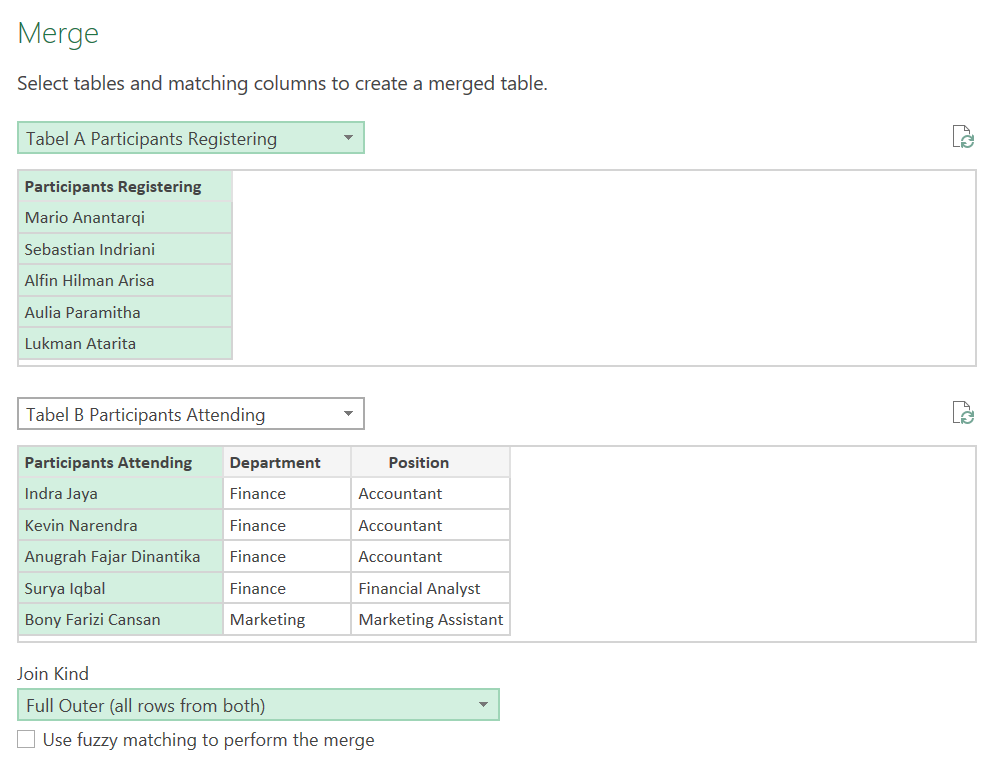 Merge
Select tables and matching columns to create a merged table.
Tabel A Participants Registering
Participants Registering
Mario Anantarqi
Sebastian Indriani
Alfin Hilman Arisa
Aulia Paramitha
Lukman Atarita
Tabel B Participants Attending
Participants Attending Department Position
Indra Jaya Finance Accountant
Kevin Narendra Finance Accountant
Anugrah Fajar Dinantika Finance Accountant
Surya Iqbal Finance Financial Analyst
Bony Farizi Cansan Marketing Marketing Assistant
Join Kind
Full Outer (all rows from both)
Use fuzzy matching to perform the merge